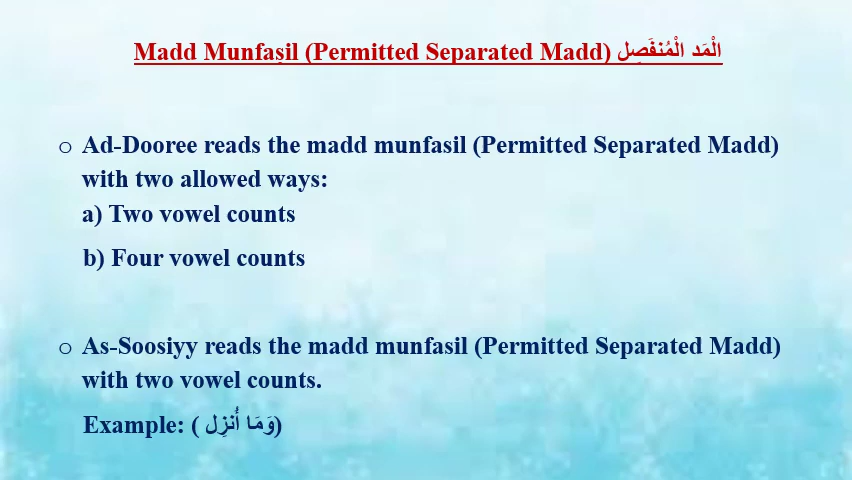 Madd Munfaṣil (Permitted Separated Madd) الْمَد الْمُنفَصِل
o Ad-Dooree reads the madd munfasil (Permitted Separated Madd)
with two allowed ways:
a) Two vowel counts
b) Four vowel counts
o As-Soosiyy reads the madd munfasil (Permitted Separated Madd)
with two vowel counts.
Example: ( وَمَا أُنزِل)